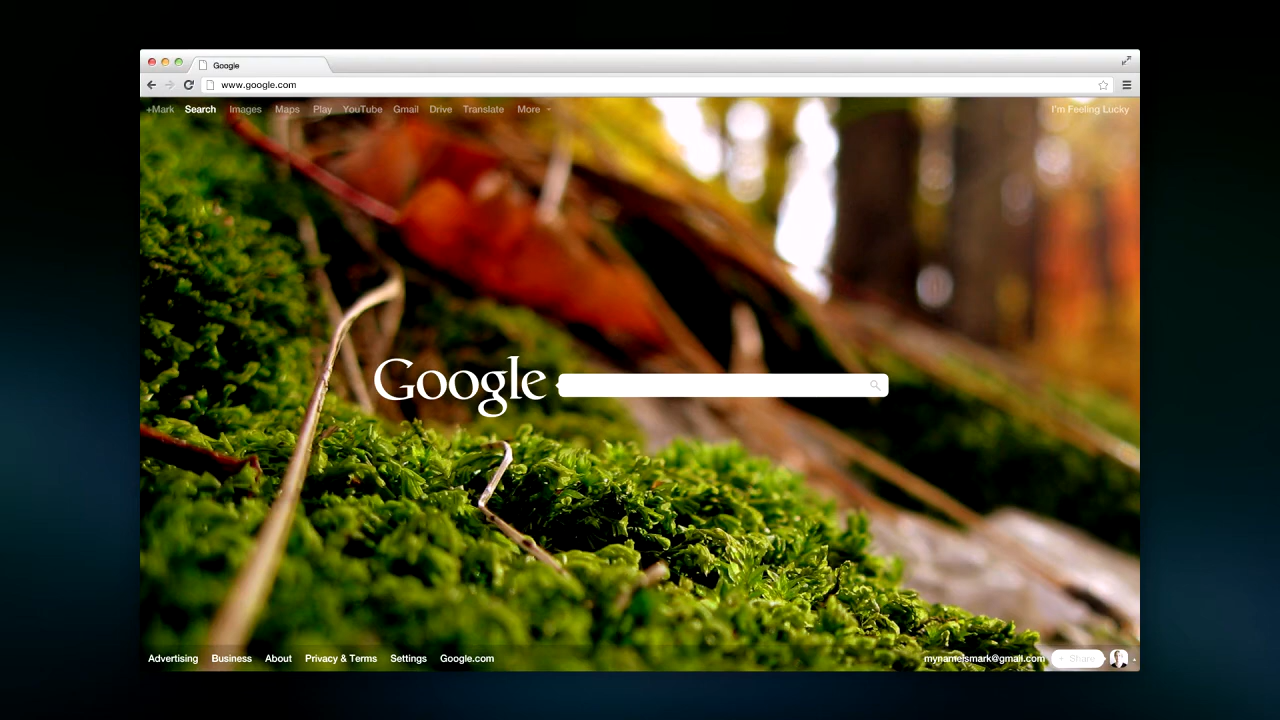 Google
www.google.com
+Mark Search Images Maps Play YouTube Gmail Drive Translate More I'm Feeling Lucky
Google
Advertising Business About Privacy & Terms Settings Google.com mynameismark@gmail.com Share